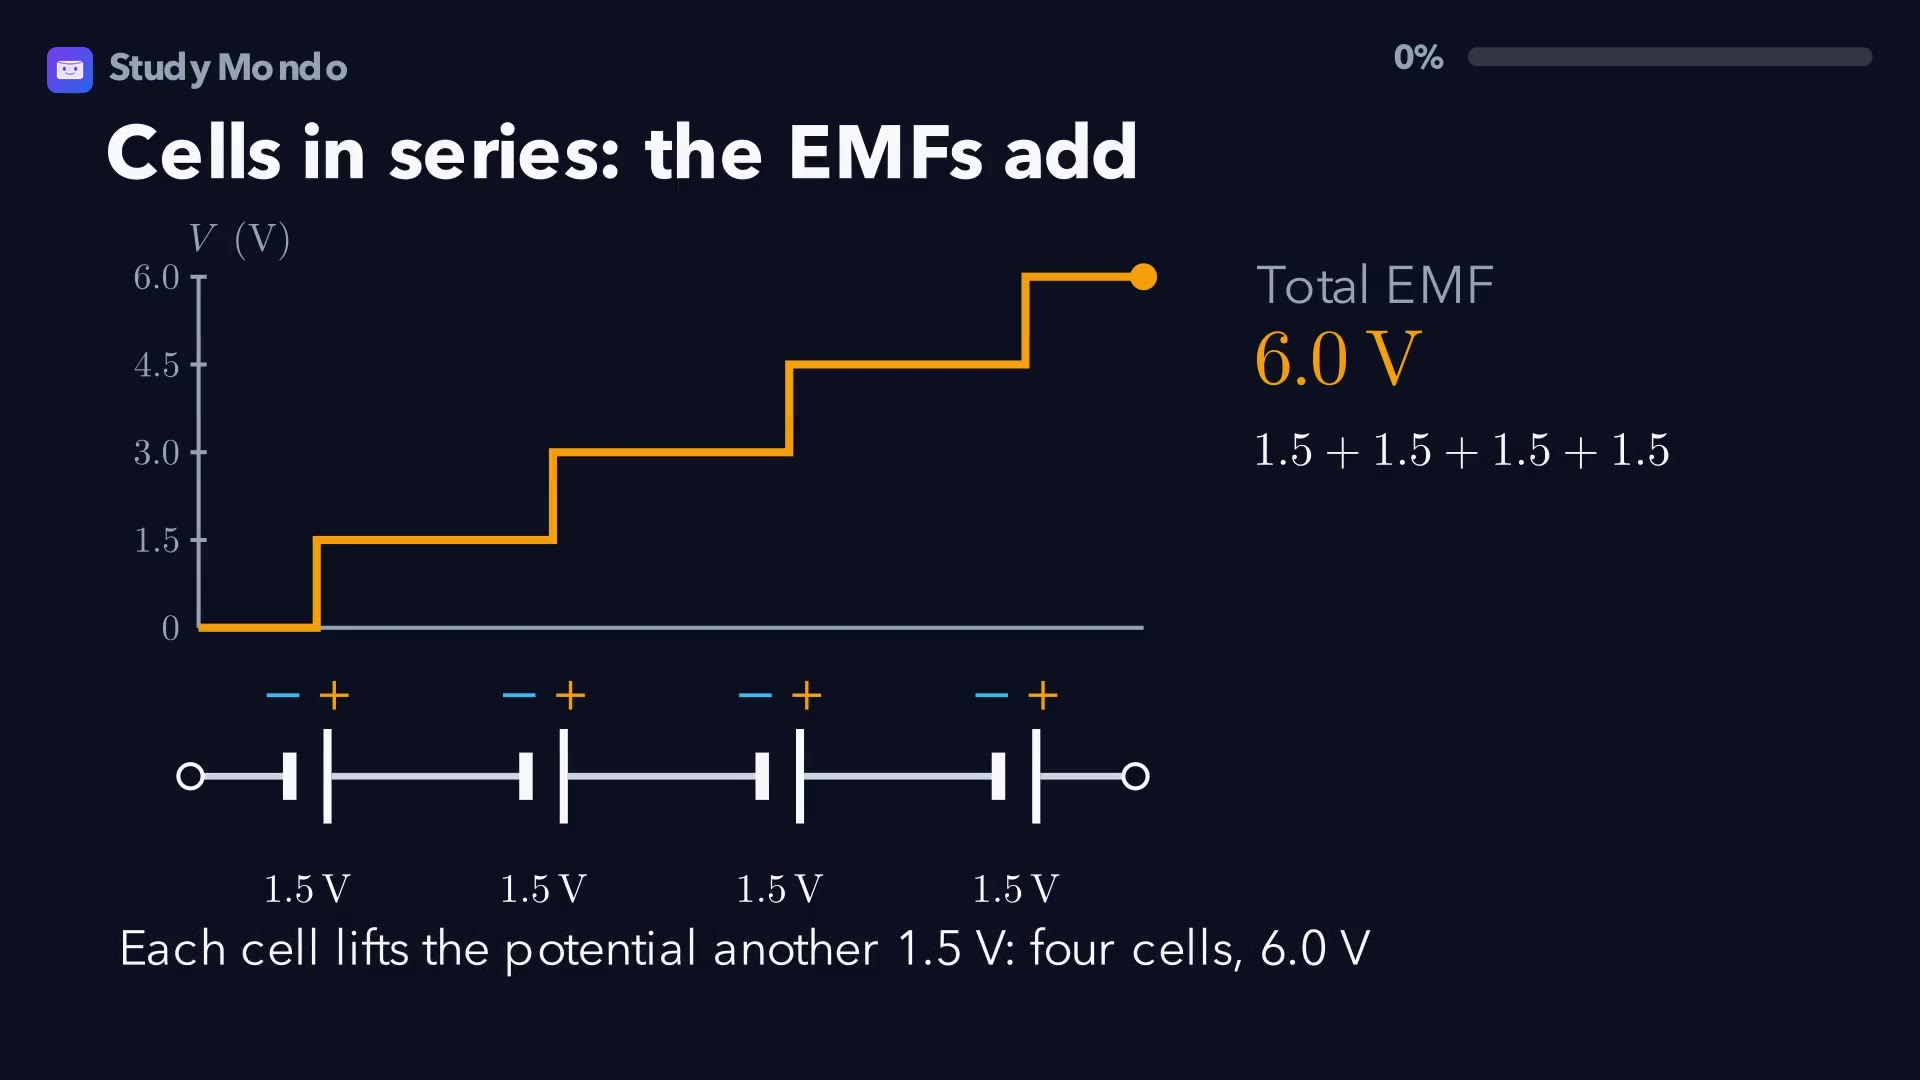 Study Mondo
0%
Cells in series: the EMFs add
V (V)
6.0
4.5
3.0
1.5
0
Total EMF
6.0 V
1.5 + 1.5 + 1.5 + 1.5
− + − + − + − +
1.5 V 1.5 V 1.5 V 1.5 V
Each cell lifts the potential another 1.5 V: four cells, 6.0 V